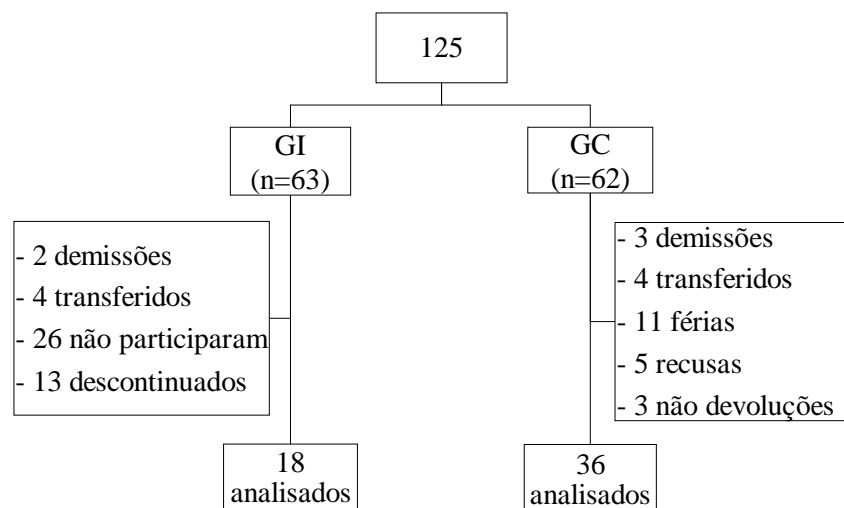 125
GI
(n=63)
GC
(n=62)
- 2 demissões
- 4 transferidos
- 26 não participaram
- 13 descontinuados
- 3 demissões
- 4 transferidos
- 11 férias
- 5 recusas
- 3 não devoluções
18
analisados
36
analisados